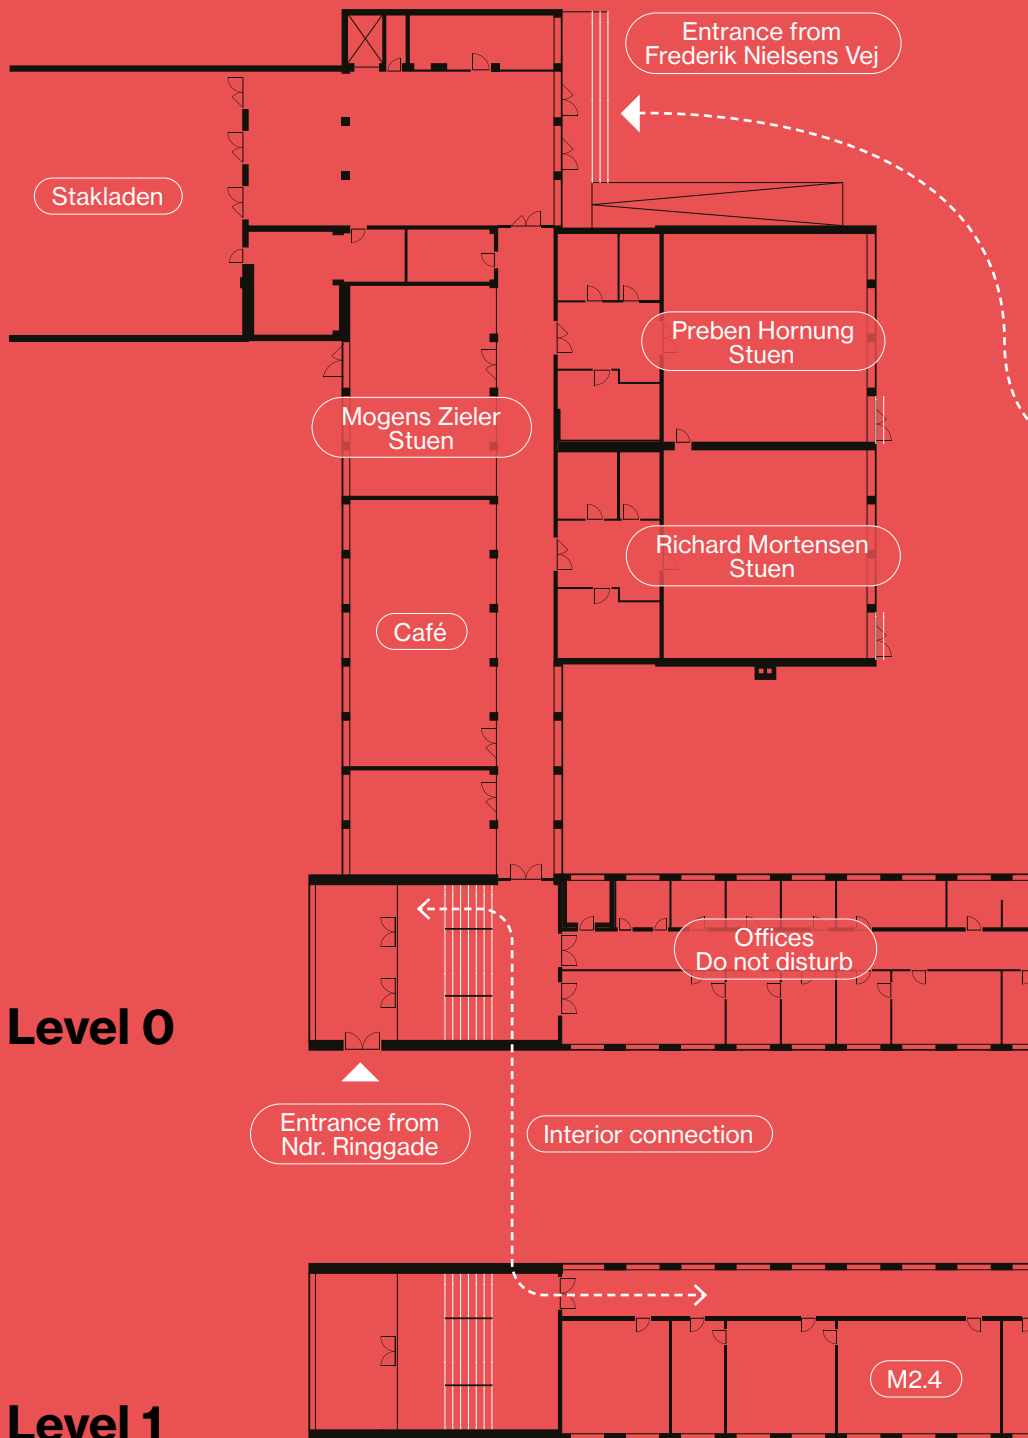 Entrance from
Frederik Nielsens Vej
Stakladen
Preben Hornung
Stuen
Mogens Zieler
Stuen
Richard Mortensen
Stuen
Café
Offices
Do not disturb
Level 0
Entrance from
Ndr. Ringgade
Interior connection
M2.4
Level 1